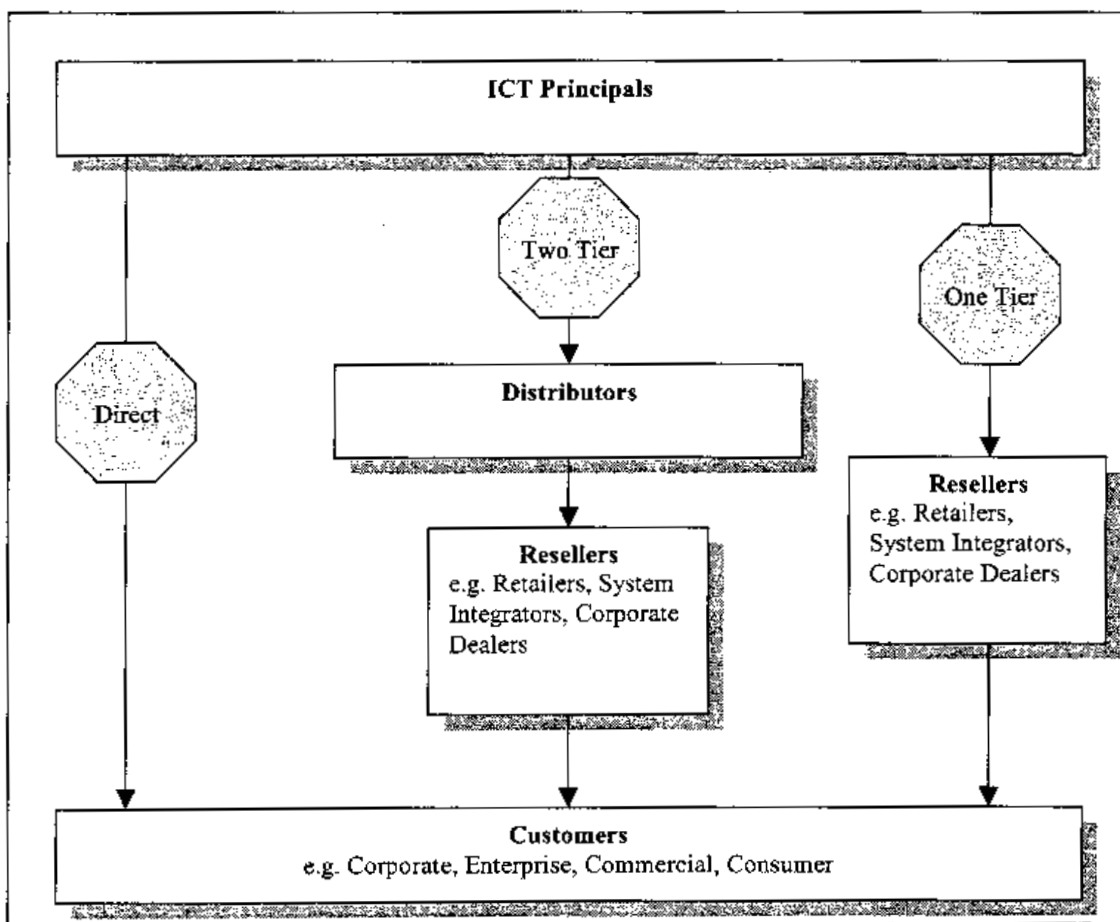 ICT Principals
Two Tier
One Tier
Direct
Distributors
Resellers
e.g. Retailers, System
Integrators, Corporate
Dealers
Resellers
e.g. Retailers,
System Integrators,
Corporate Dealers
Customers
e.g. Corporate, Enterprise, Commercial, Consumer